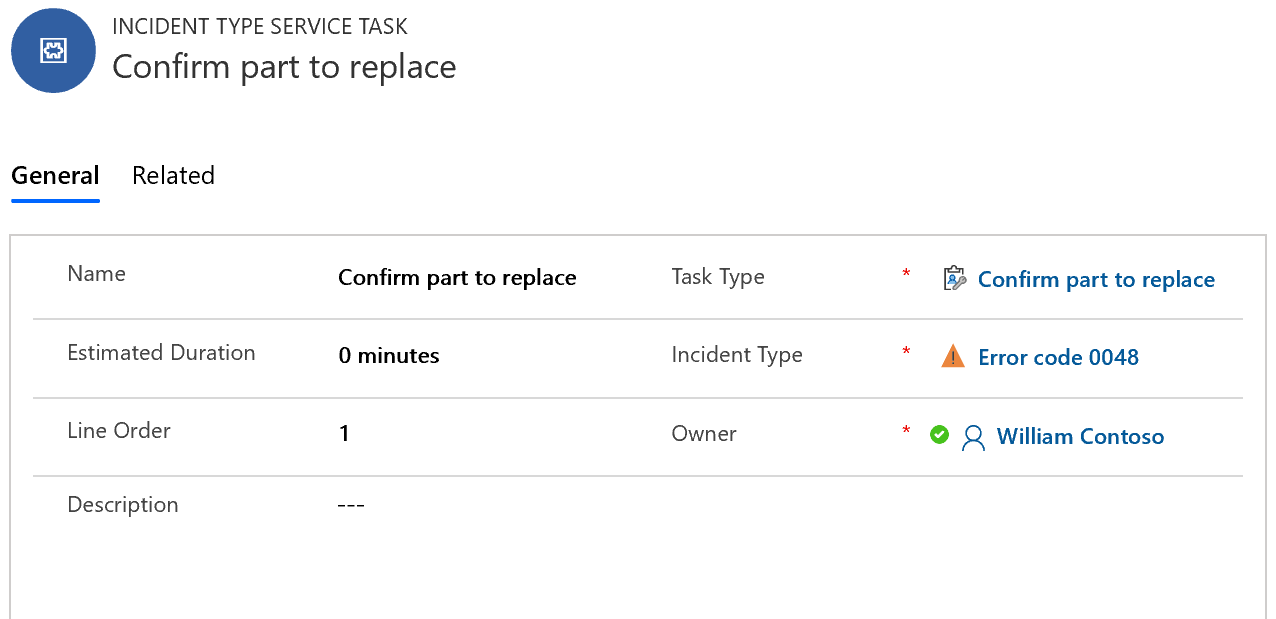 INCIDENT TYPE SERVICE TASK
Confirm part to replace
General Related
Name Confirm part to replace Task Type * Confirm part to replace
Estimated Duration 0 minutes Incident Type * Error code 0048
Line Order 1 Owner * William Contoso
Description ---